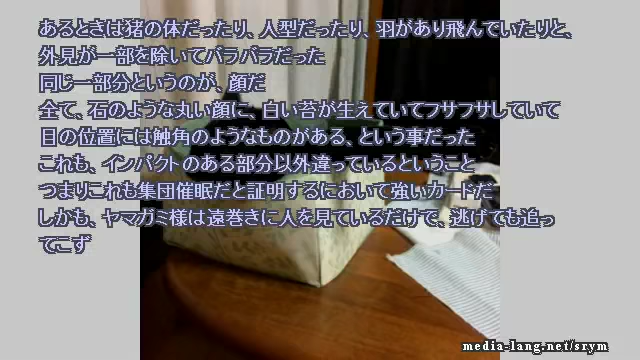 あるときは猪の体だったり、人型だったり、羽があり飛んでいたりと、
外見が一部を除いてバラバラだった
同じ一部分というのが、顔だ
全て、石のような丸い顔に、白い苔が生えていてフサフサしていて
目の位置には触角のようなものがある、という事だった
これも、インパクトのある部分以外違っているということ
つまりこれも集団催眠だと証明するにおいて強いカードだ
しかも、ヤマガミ様は遠巻きに人を見ているだけで、逃げても追っ
てこず
media-lang.net/srym